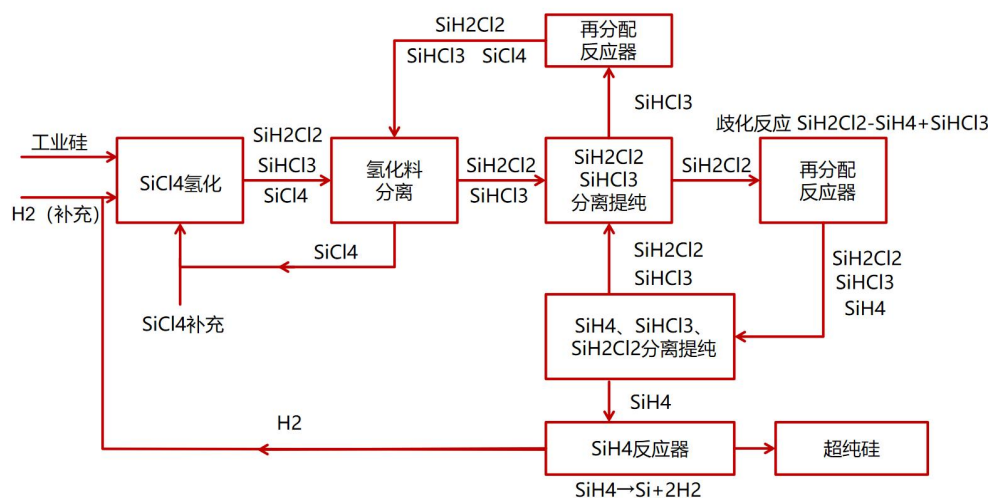 SiH2Cl2
SiHCl3 SiCl4
再分配
反应器
SiHCl3
歧化反应 SiH2Cl2-SiH4+SiHCl3
工业硅
H2（补充）
SiCl4氢化
SiH2Cl2
SiHCl3
SiCl4
氢化料
分离
SiH2Cl2
SiHCl3
SiH2Cl2
SiHCl3
分离提纯
SiH2Cl2
再分配
反应器
SiCl4
SiCl4补充
SiH2Cl2
SiHCl3
SiH2Cl2
SiHCl3
SiH4
SiH4、SiHCl3、
SiH2Cl2分离提纯
SiH4
H2
SiH4反应器
超纯硅
SiH4→Si+2H2